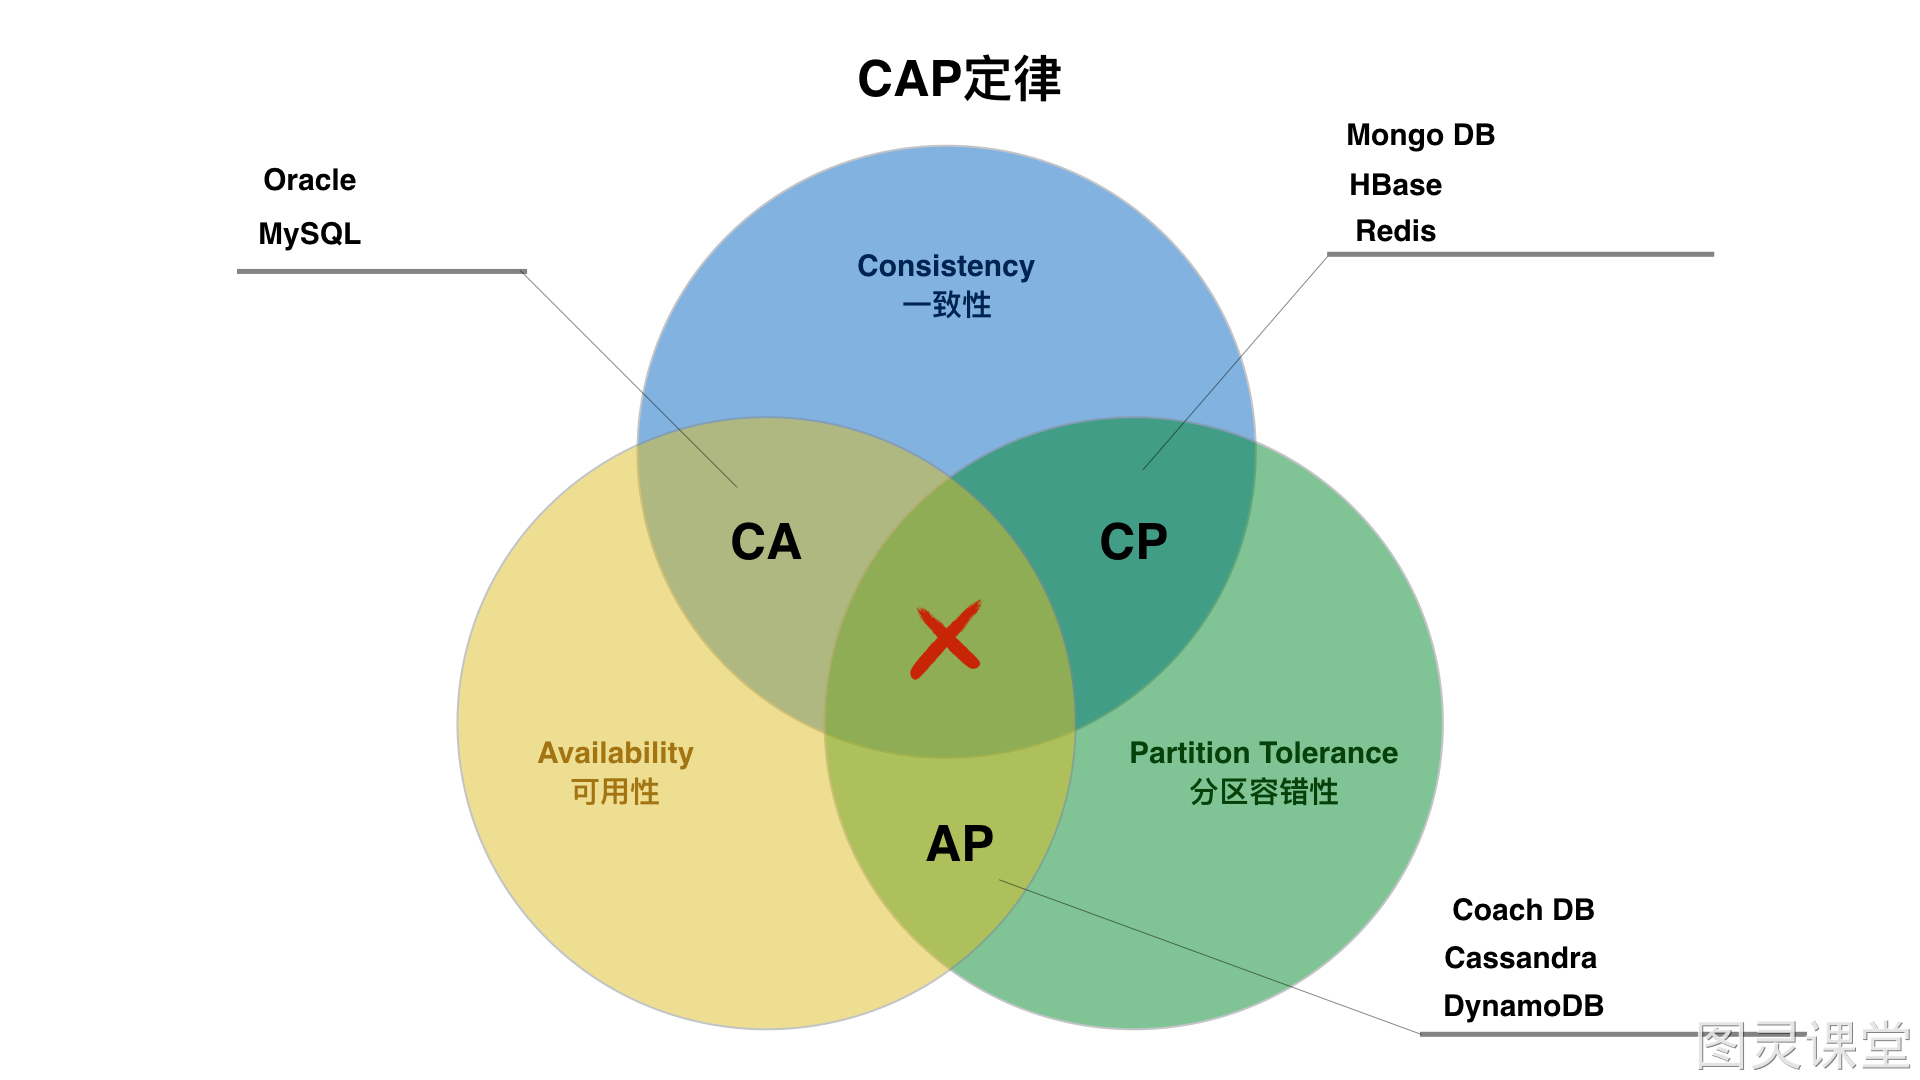 CAP定律
Oracle
MySQL
Mongo DB
HBase
Redis
Consistency
一致性
CA
CP
Availability
可用性
Partition Tolerance
分区容错性
AP
Coach DB
Cassandra
DynamoDB
图灵课堂